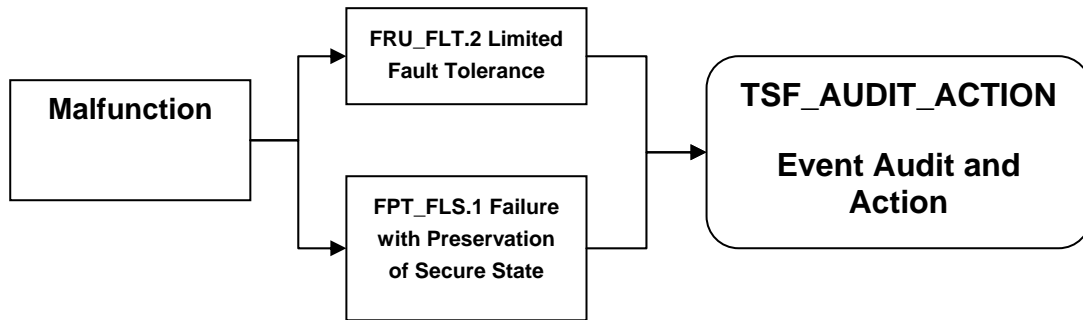 Malfunction
FRU_FLT.2 Limited
Fault Tolerance
FPT_FLS.1 Failure
with Preservation
of Secure State
TSF_AUDIT_ACTION
Event Audit and
Action